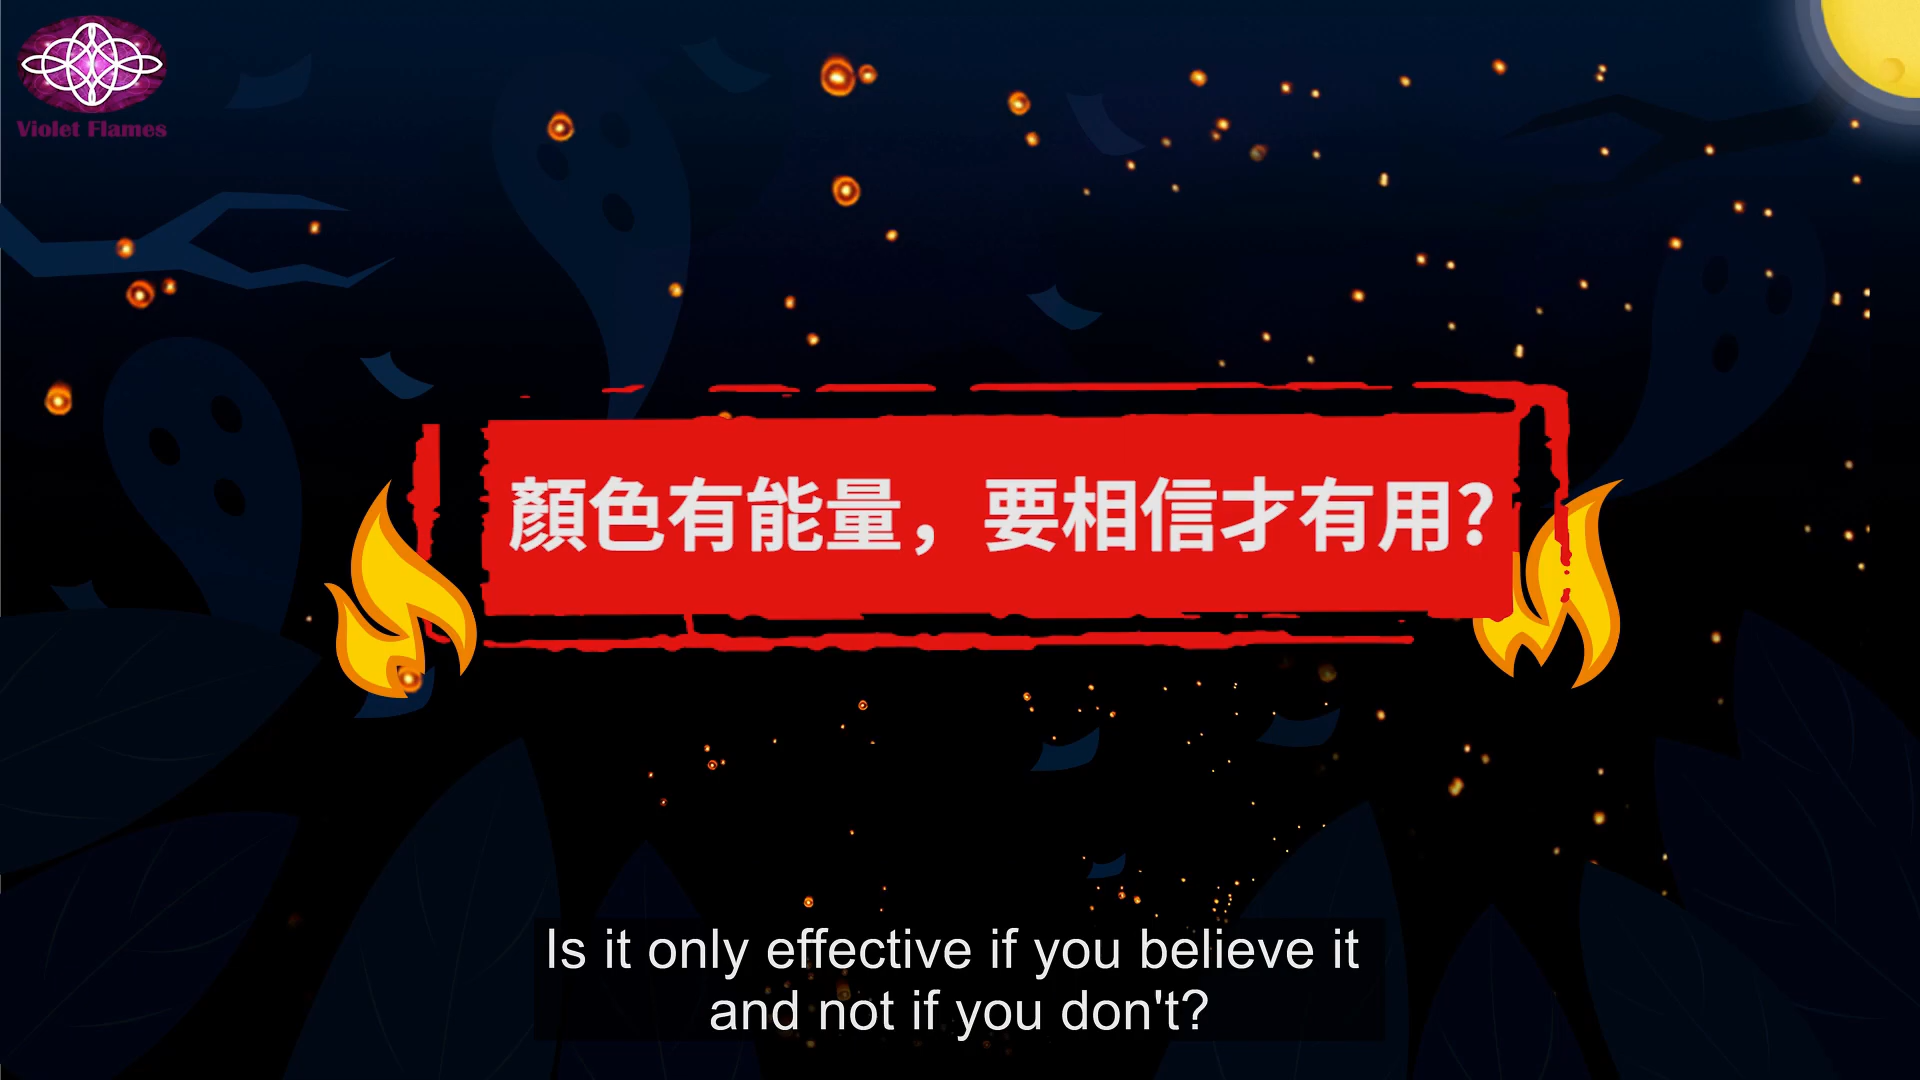 Violet Flames
顏色有能量，要相信才有用?
Is it only effective if you believe it
and not if you don't?